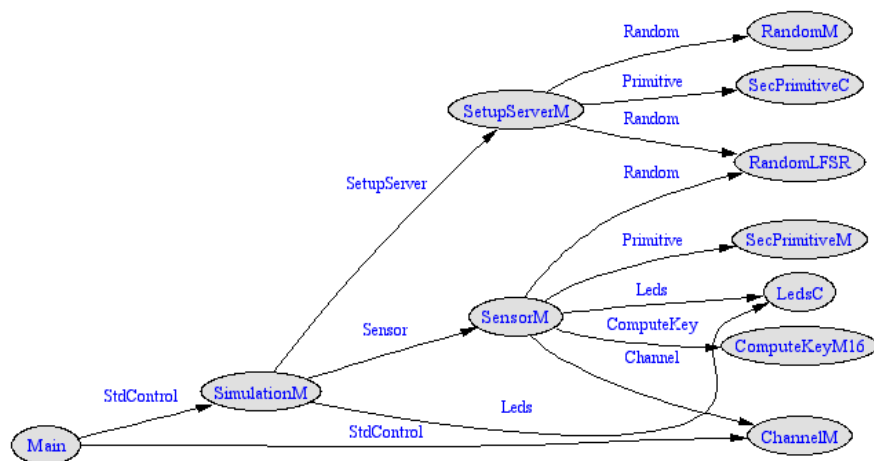 Random
RandomM
Primitive
SecPrimitiveC
SetupServerM
Random
RandomLFSR
Random
SetupServer
Primitive
SecPrimitiveM
Leds
LedsC
SensorM
ComputeKey
Sensor
ComputeKeyM16
Channel
StdControl
SimulationM
Leds
StdControl
Main
ChannelM